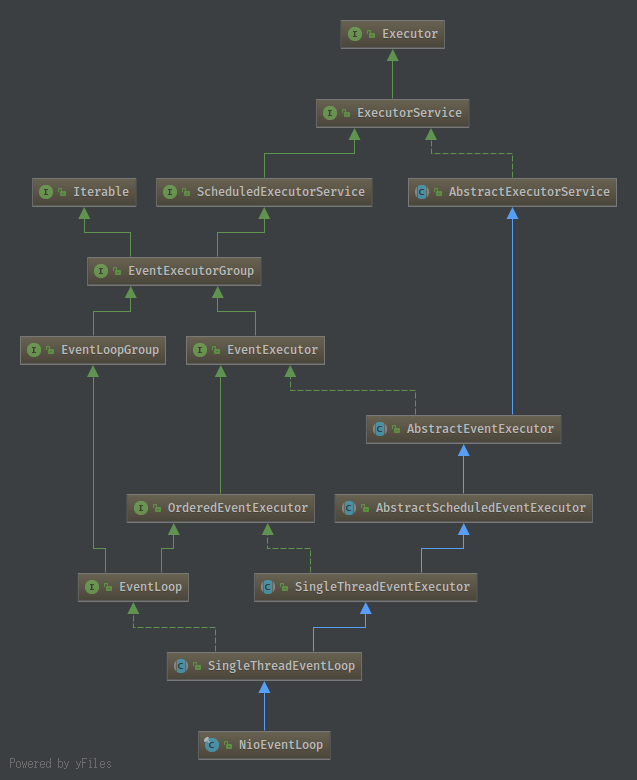 I Executor
I ExecutorService
I Iterable
I ScheduledExecutorService
C AbstractExecutorService
I EventExecutorGroup
I EventLoopGroup
I EventExecutor
C AbstractEventExecutor
I OrderedEventExecutor
C AbstractScheduledEventExecutor
I EventLoop
C SingleThreadEventExecutor
C SingleThreadEventLoop
C NioEventLoop
Powered by yFiles